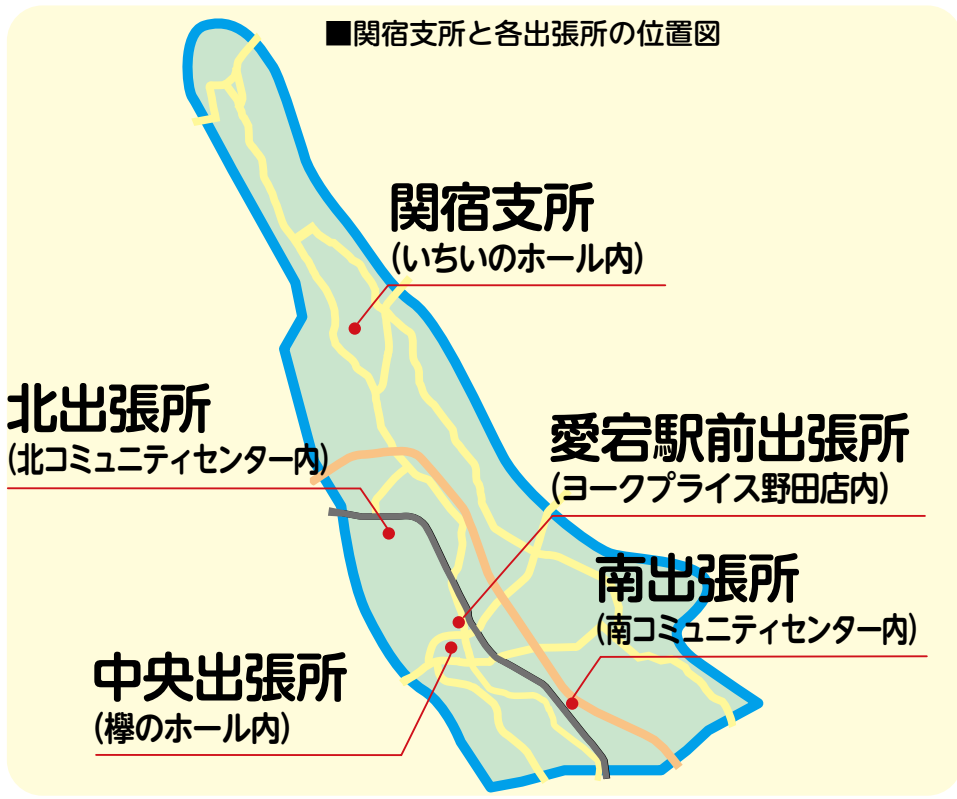 ■関宿支所と各出張所の位置図
関宿支所
(いちいのホール内)
北出張所
(北コミュニティセンター内)
愛宕駅前出張所
(ヨークプライス野田店内)
南出張所
(南コミュニティセンター内)
中央出張所
(欅のホール内)